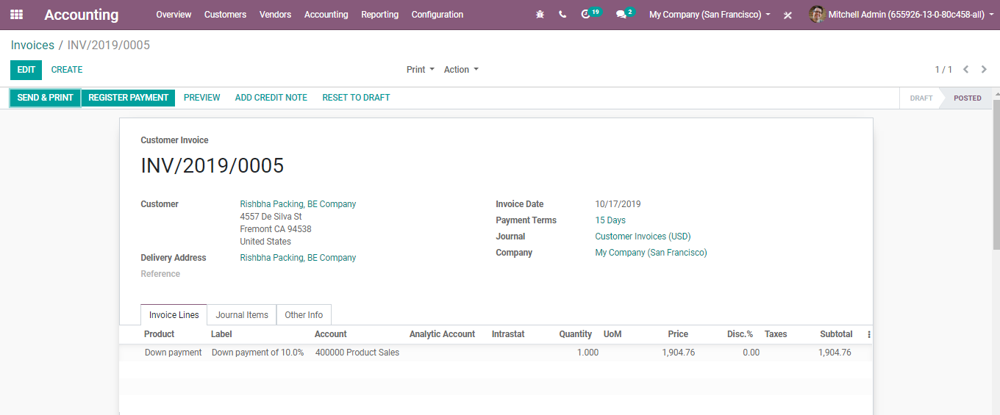 Accounting Overview Customers Vendors Accounting Reporting Configuration 19 2 My Company (San Francisco) Mitchell Admin (655926-13-0-80c458-all)
Invoices / INV/2019/0005
EDIT CREATE Print Action 1 / 1
SEND & PRINT REGISTER PAYMENT PREVIEW ADD CREDIT NOTE RESET TO DRAFT DRAFT POSTED
Customer Invoice
INV/2019/0005
Customer Rishbha Packing, BE Company Invoice Date 10/17/2019
4557 De Silva St Payment Terms 15 Days
Fremont CA 94538 Journal Customer Invoices (USD)
United States Company My Company (San Francisco)
Delivery Address Rishbha Packing, BE Company
Reference
Invoice Lines Journal Items Other Info
Product Label Account Analytic Account Intrastat Quantity UoM Price Disc.% Taxes Subtotal
Down payment Down payment of 10.0% 400000 Product Sales 1.000 1,904.76 0.00 1,904.76